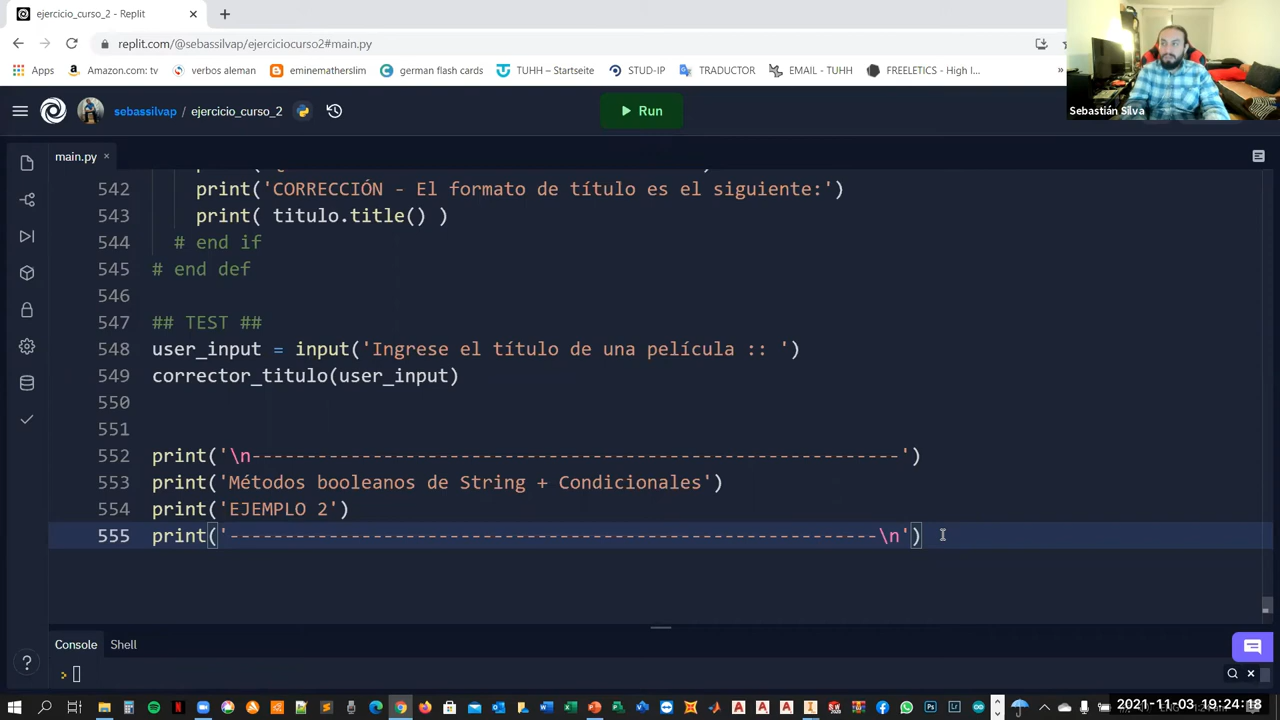 ejercicio_curso_2 - Replit
replit.com/@sebassilvap/ejerciciocurso2#main.py
Apps
Amazon.com: tv
verbos aleman
eminematherslim
german flash card...
TUHH – Startseite
STUD-IP
TRADUCTOR
EMAIL - TUHH
FREELETICS - High I...
»
Sebastián Silva
sebassilvap / ejercicio_curso_2
Run
main.py ×
542 print('CORRECCIÓN - El formato de título es el siguiente:')
543 print( titulo.title() )
544 # end if
545 # end def
546
547 ## TEST ##
548 user_input = input('Ingrese el título de una película :: ')
549 corrector_titulo(user_input)
550
551
552 print('\n-----------------------------------------------------------')
553 print('Métodos booleanos de String + Condicionales')
554 print('EJEMPLO 2')
555 print('-----------------------------------------------------------\n')
Console
Shell
>
?
2021-11-03 19:24:18